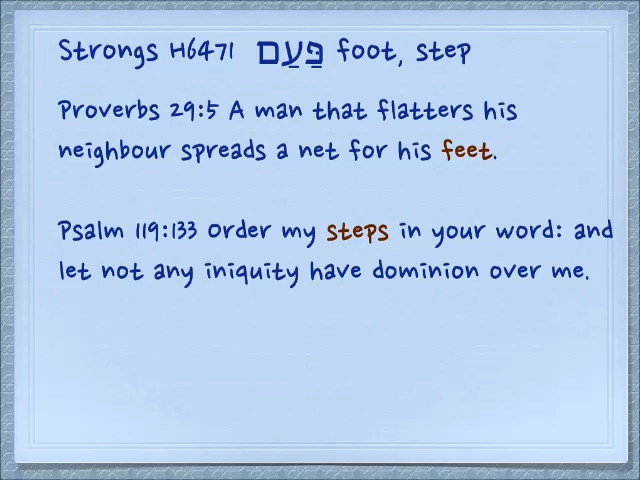 Strongs H6471 פַּעַם foot, step
Proverbs 29:5 A man that flatters his
neighbour spreads a net for his feet.
Psalm 119:133 Order my steps in your word: and
let not any iniquity have dominion over me.